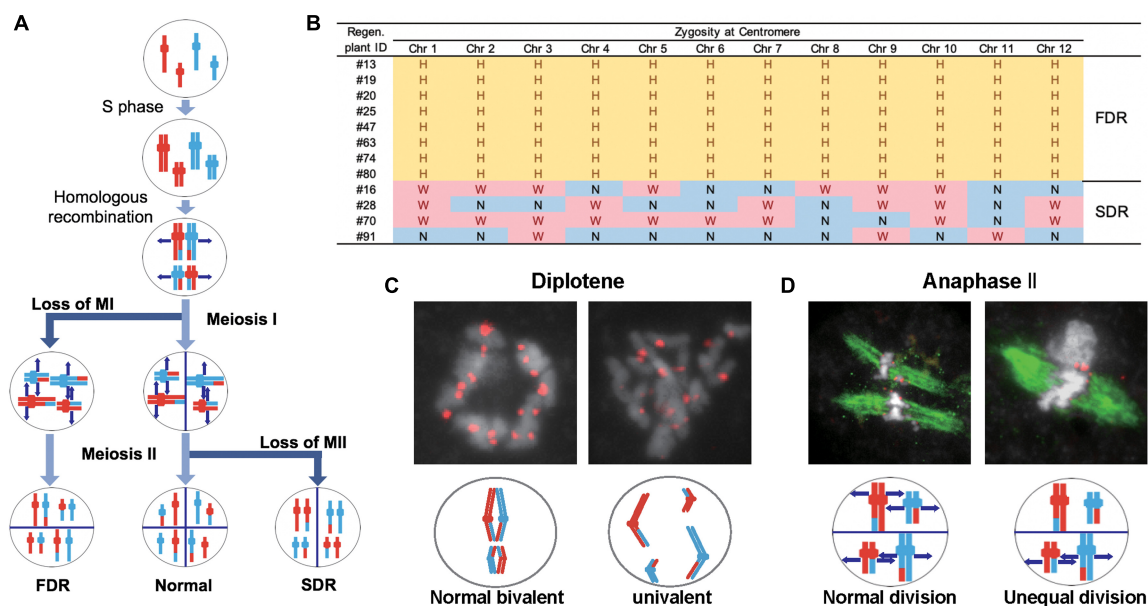 A
S phase
Homologous
recombination
Loss of MI
Meiosis I
Meiosis II
Loss of MII
FDR
Normal
SDR
B
Regen.
plant ID
Zygosity at Centromere
Chr 1 Chr 2 Chr 3 Chr 4 Chr 5 Chr 6 Chr 7 Chr 8 Chr 9 Chr 10 Chr 11 Chr 12
#13 H H H H H H H H H H H H
#19 H H H H H H H H H H H H
#20 H H H H H H H H H H H H
#25 H H H H H H H H H H H H
#47 H H H H H H H H H H H H
#63 H H H H H H H H H H H H
#74 H H H H H H H H H H H H
#80 H H H H H H H H H H H H
FDR
#16 W W W N W N N W W W N N
#28 W N N W N N W N W W N W
#70 W W W W W W W N N W N W
#91 N N W N N N N N W N W N
SDR
C
Diplotene
Normal bivalent
univalent
D
Anaphase II
Normal division
Unequal division